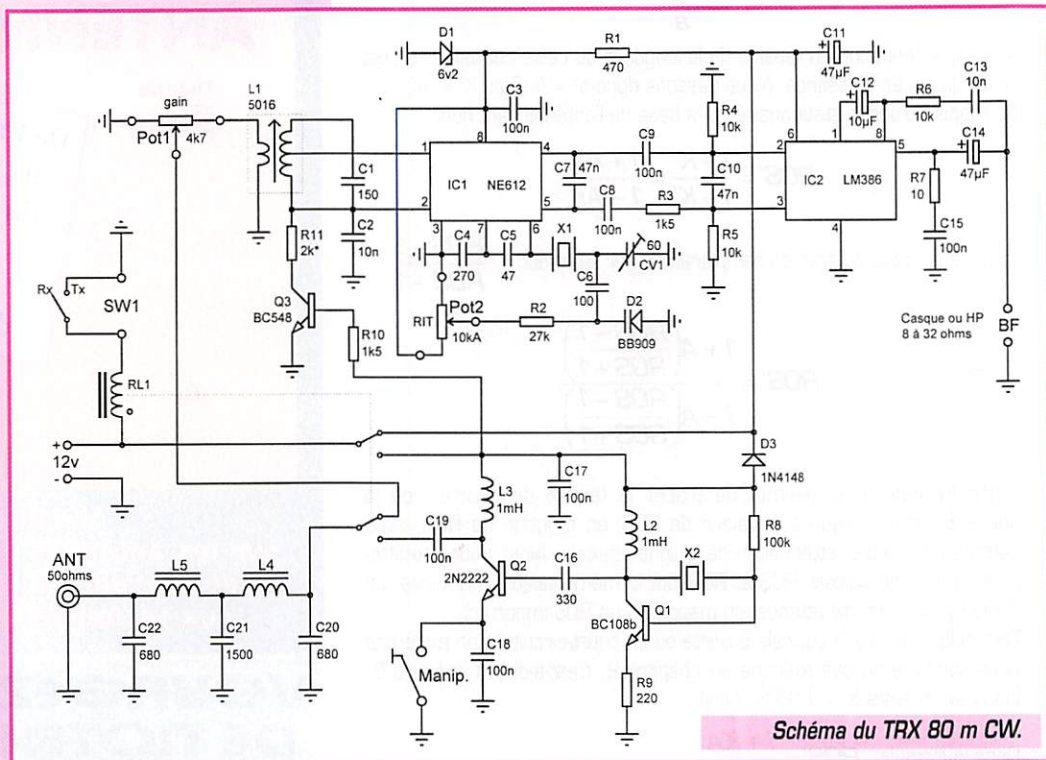 D1
6v2
R1
470
C11
47µF
C3
100n
gain
Pot1
4k7
L1
5016
C12
10µF
R6
10k
C13
10n
R4
10k
C9
100n
C1
150
1
8
4
IC1
NE612
2
5
3
7
6
C7
47n
C10
47n
6
1
8
2
5
IC2
LM386
3
4
C14
47µF
R7
10
C15
100n
C8
100n
R3
1k5
R5
10k
C2
10n
R11
2k*
C4
270
C5
47
X1
60
CV1
C6
100
Rx
Tx
SW1
Q3
BC548
RIT
Pot2
10kA
R2
27k
D2
BB909
R10
1k5
Casque ou HP
8 à 32 ohms
BF
RL1
+
12v
-
D3
1N4148
C17
100n
L3
1mH
L2
1mH
R8
100k
C19
100n
X2
ANT
50ohms
L5
L4
Q2
2N2222
C16
330
Q1
BC108b
C22
680
C21
1500
C20
680
C18
100n
Manip.
R9
220
Schéma du TRX 80 m CW.